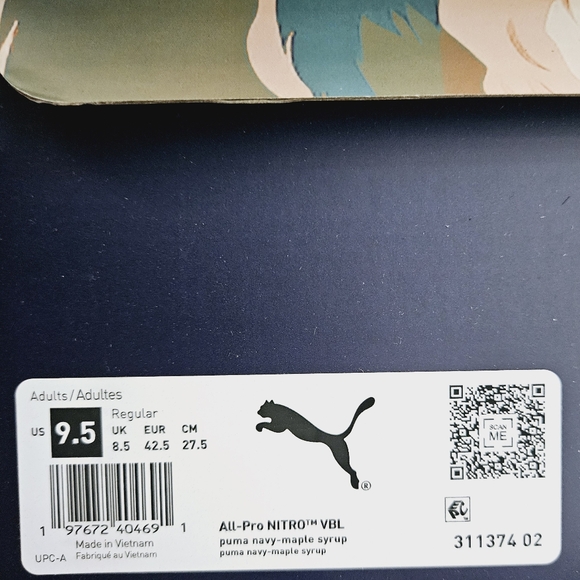 Adults/Adultes
Regular
US 9.5 UK EUR CM
8.5 42.5 27.5
1 97672 40469 1
Made in Vietnam
UPC-A Fabriqué au Vietnam
®
All-Pro NITRO™ VBL
puma navy-maple syrup
puma navy-maple syrup
SCAN
ME
311374 02